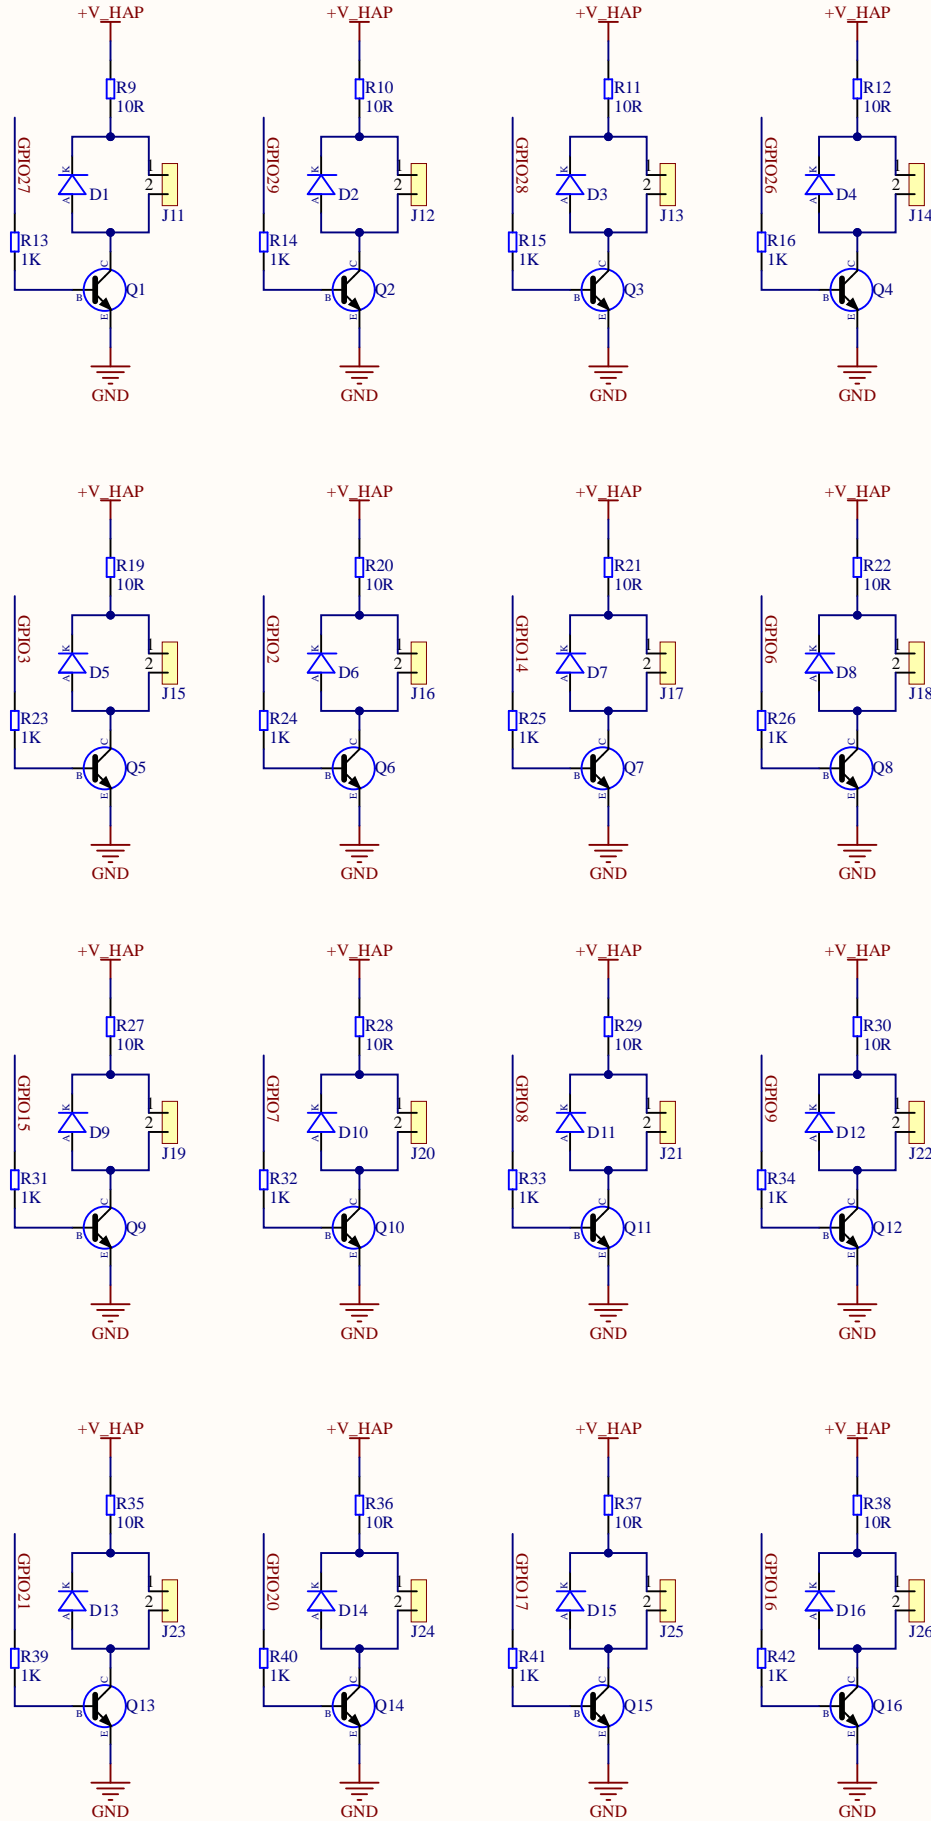 +V_HAP +V_HAP +V_HAP +V_HAP
R9 R10 R11 R12
10R 10R 10R 10R
GPIO27 K 1 GPIO29 K 1 GPIO28 K 1 GPIO26 K 1
A D1 2 A D2 2 A D3 2 A D4 2
J11 J12 J13 J14
R13 R14 R15 R16
1K 1K 1K 1K
C C C C
B Q1 B Q2 B Q3 B Q4
E E E E
GND GND GND GND
+V_HAP +V_HAP +V_HAP +V_HAP
R19 R20 R21 R22
10R 10R 10R 10R
GPIO3 K 1 GPIO2 K 1 GPIO14 K 1 GPIO6 K 1
A D5 2 A D6 2 A D7 2 A D8 2
J15 J16 J17 J18
R23 R24 R25 R26
1K 1K 1K 1K
C C C C
B Q5 B Q6 B Q7 B Q8
E E E E
GND GND GND GND
+V_HAP +V_HAP +V_HAP +V_HAP
R27 R28 R29 R30
10R 10R 10R 10R
GPIO15 K 1 GPIO7 K 1 GPIO8 K 1 GPIO9 K 1
A D9 2 A D10 2 A D11 2 A D12 2
J19 J20 J21 J22
R31 R32 R33 R34
1K 1K 1K 1K
C C C C
B Q9 B Q10 B Q11 B Q12
E E E E
GND GND GND GND
+V_HAP +V_HAP +V_HAP +V_HAP
R35 R36 R37 R38
10R 10R 10R 10R
GPIO21 K 1 GPIO20 K 1 GPIO17 K 1 GPIO16 K 1
A D13 2 A D14 2 A D15 2 A D16 2
J23 J24 J25 J26
R39 R40 R41 R42
1K 1K 1K 1K
C C C C
B Q13 B Q14 B Q15 B Q16
E E E E
GND GND GND GND